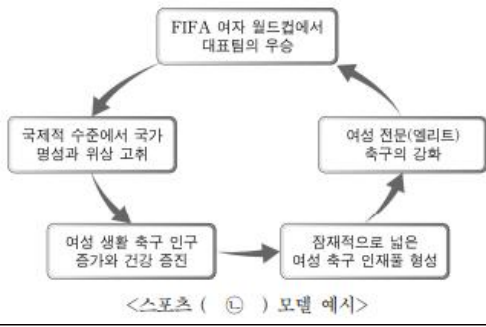 FIFA 여자 월드컵에서
대표팀의 우승
국제적 수준에서 국가
명성과 위상 고취
여성 전문(엘리트)
축구의 강화
여성 생활 축구 인구
증가와 건강 증진
잠재적으로 넓은
여성 축구 인재풀 형성
<스포츠 ( ㉡ ) 모델 예시>